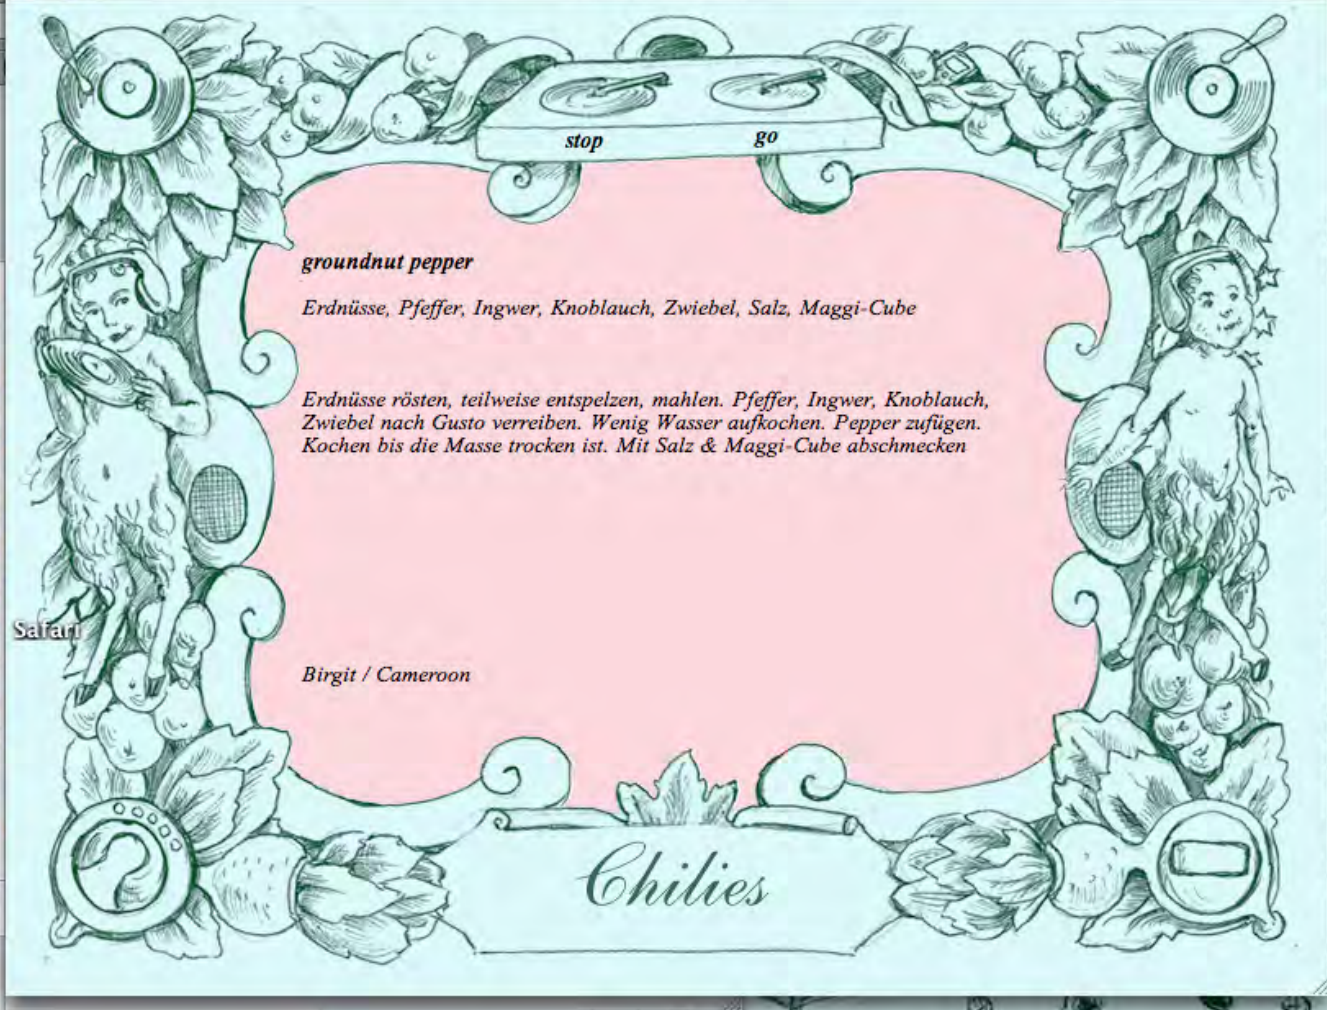 stop
go
groundnut pepper
Erdnüsse, Pfeffer, Ingwer, Knoblauch, Zwiebel, Salz, Maggi-Cube
Erdnüsse rösten, teilweise entspelzen, mahlen. Pfeffer, Ingwer, Knoblauch,
Zwiebel nach Gusto verreiben. Wenig Wasser aufkochen. Pepper zufügen.
Kochen bis die Masse trocken ist. Mit Salz & Maggi-Cube abschmecken
Safari
Birgit / Cameroon
Chilies